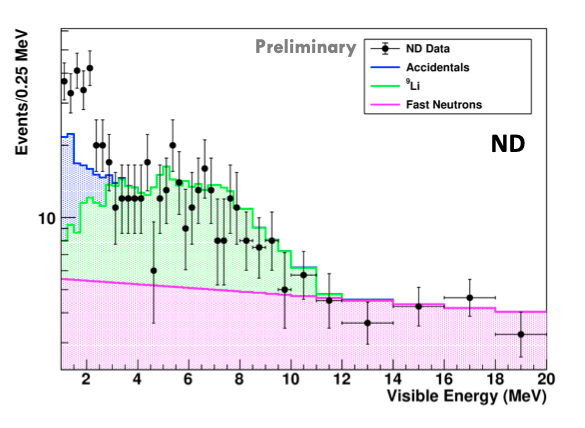 Preliminary
ND Data
Accidentals
9Li
Fast Neutrons
ND
Events/0.25 MeV
10
2 4 6 8 10 12 14 16 18 20
Visible Energy (MeV)